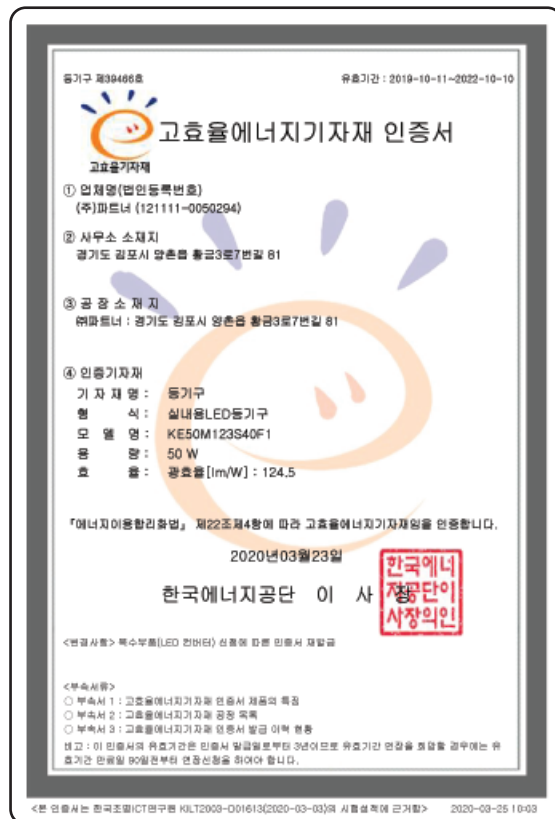 등기구 제39466호
유효기간 : 2019-10-11~2022-10-10
고효율기자재
고효율에너지기자재 인증서
① 업체명(법인등록번호)
(주)파트너 (121111-0050294)
② 사무소 소재지
경기도 김포시 양촌읍 황금3로7번길 81
③ 공 장 소 재 지
㈜파트너 : 경기도 김포시 양촌읍 황금3로7번길 81
④ 인증기자재
기 자 재 명 : 등기구
형 식 : 실내용LED등기구
모 델 명 : KE50M123S40F1
용 량 : 50 W
효 율 : 광효율[lm/W] : 124.5
『에너지이용합리화법』 제22조제4항에 따라 고효율에너지기자재임을 인증합니다.
2020년03월23일
한국에너지공단 이 사 장
한국에너
지공단이
사장의인
<변경사항> 복수부품(LED 컨버터) 신청에 따른 인증서 재발급
<부속서류>
○ 부속서 1 : 고효율에너지기자재 인증서 제품의 특징
○ 부속서 2 : 고효율에너지기자재 공장 목록
○ 부속서 3 : 고효율에너지기자재 인증서 발급 이력 현황
비고 : 이 인증서의 유효기간은 인증서 발급일로부터 3년이므로 유효기간 연장을 희망할 경우에는 유
효기간 만료일 90일전부터 연장신청을 하여야 합니다.
<본 인증서는 한국조명ICT연구원 KILT2003-D01613(2020-03-03)의 시험성적에 근거함>
2020-03-25 10:03